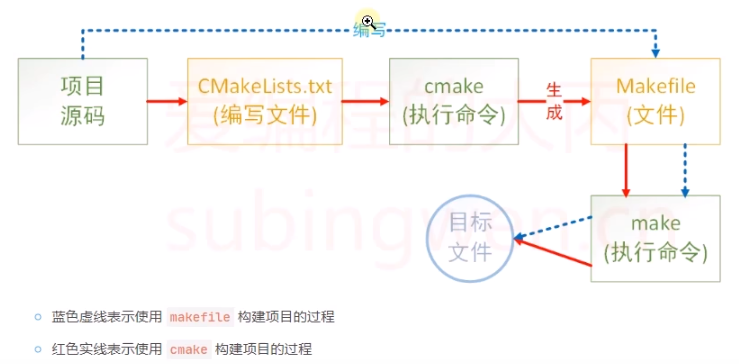 编写
项目
源码
CMakeLists.txt
(编写文件)
cmake
(执行命令)
生
成
Makefile
(文件)
目标
文件
make
(执行命令)
爱编程的大丙
subingwen.cn
蓝色虚线表示使用 makefile 构建项目的过程
红色实线表示使用 cmake 构建项目的过程